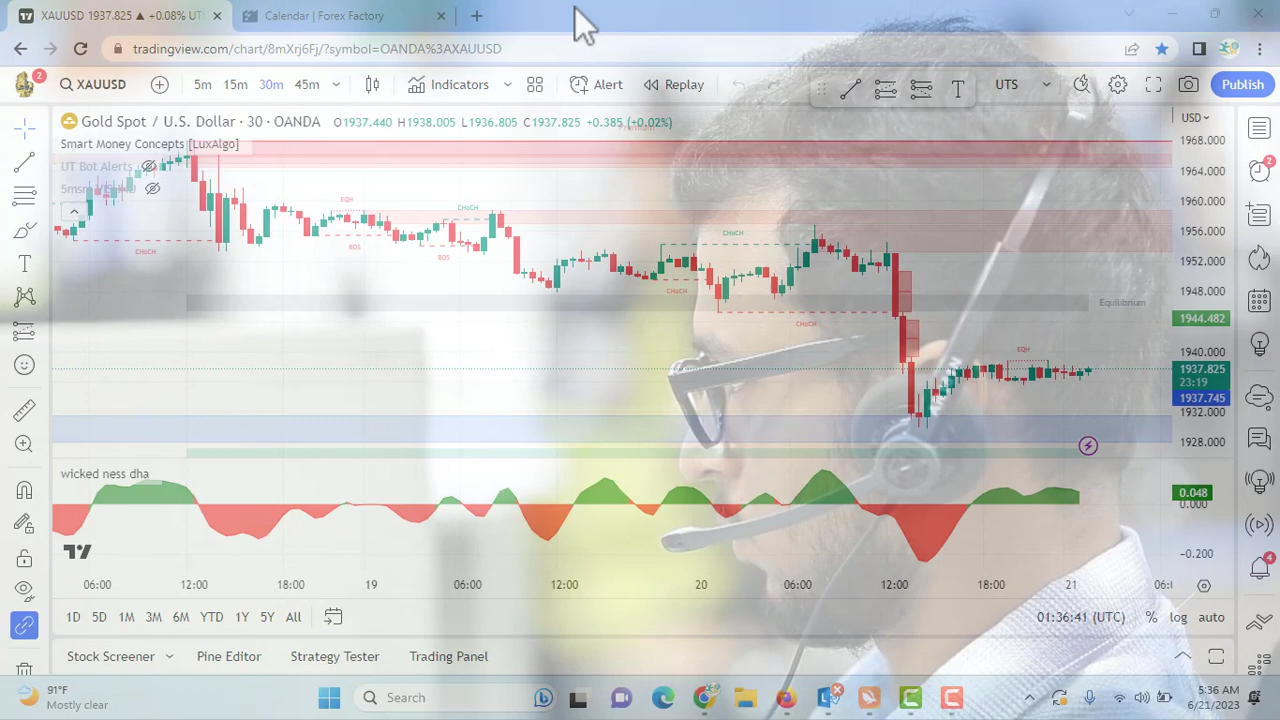 XAUUSD 1937.825 ▲ +0.08% UTS
Calendar | Forex Factory
tradingview.com/chart/8mXrj6Fj/?symbol=OANDA%3AXAUUSD
2
XAUUSD
5m 15m 30m 45m
Indicators
Alert
Replay
T
UTS
Publish
Gold Spot / U.S. Dollar · 30 · OANDA O1937.440 H1938.005 L1936.805 C1937.825 +0.385 (+0.02%)
USD
Smart Money Concepts [LuxAlgo]
UT Bot Alerts
1968.000
1964.000
1960.000
1956.000
1952.000
1948.000
1944.482
1940.000
1937.825
23:19
1937.745
1932.000
1928.000
EQH
CHoCH
CHoCH
CHoCH
BOS
BOS
CHoCH
Equilibrium
CHoCH
EQH
wicked ness dha
0.048
0.000
-0.200
06:00 12:00 18:00 19 06:00 12:00 20 06:00 12:00 18:00 21
1D 5D 1M 3M 6M YTD 1Y 5Y All
01:36:41 (UTC) % log auto
Stock Screener
Pine Editor
Strategy Tester
Trading Panel
2
4
91°F
Mostly clear
Search
5:36 AM
6/21/2023